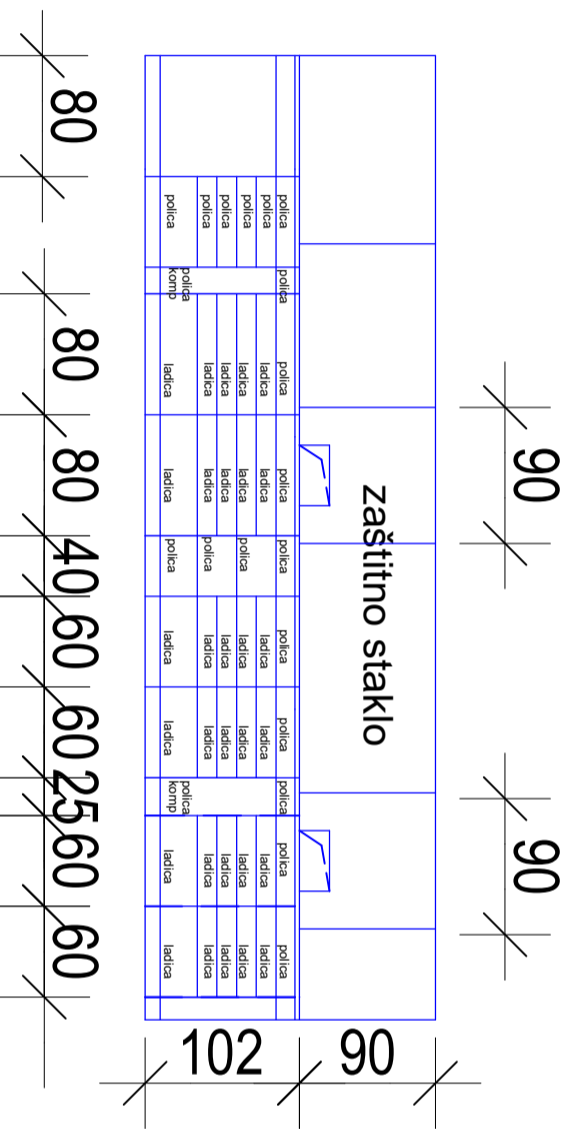 90 90
zaštitno staklo
90
polica polica polica polica polica polica polica polica polica polica
polica ladica ladica ladica ladica ladica ladica
polica ladica ladica polica ladica ladica ladica ladica
polica ladica ladica ladica ladica ladica ladica
polica ladica ladica polica ladica ladica ladica ladica
polica polica
polica komp ladica ladica polica ladica ladica komp ladica ladica
102
80 80 80 40 60 60 25 60 60